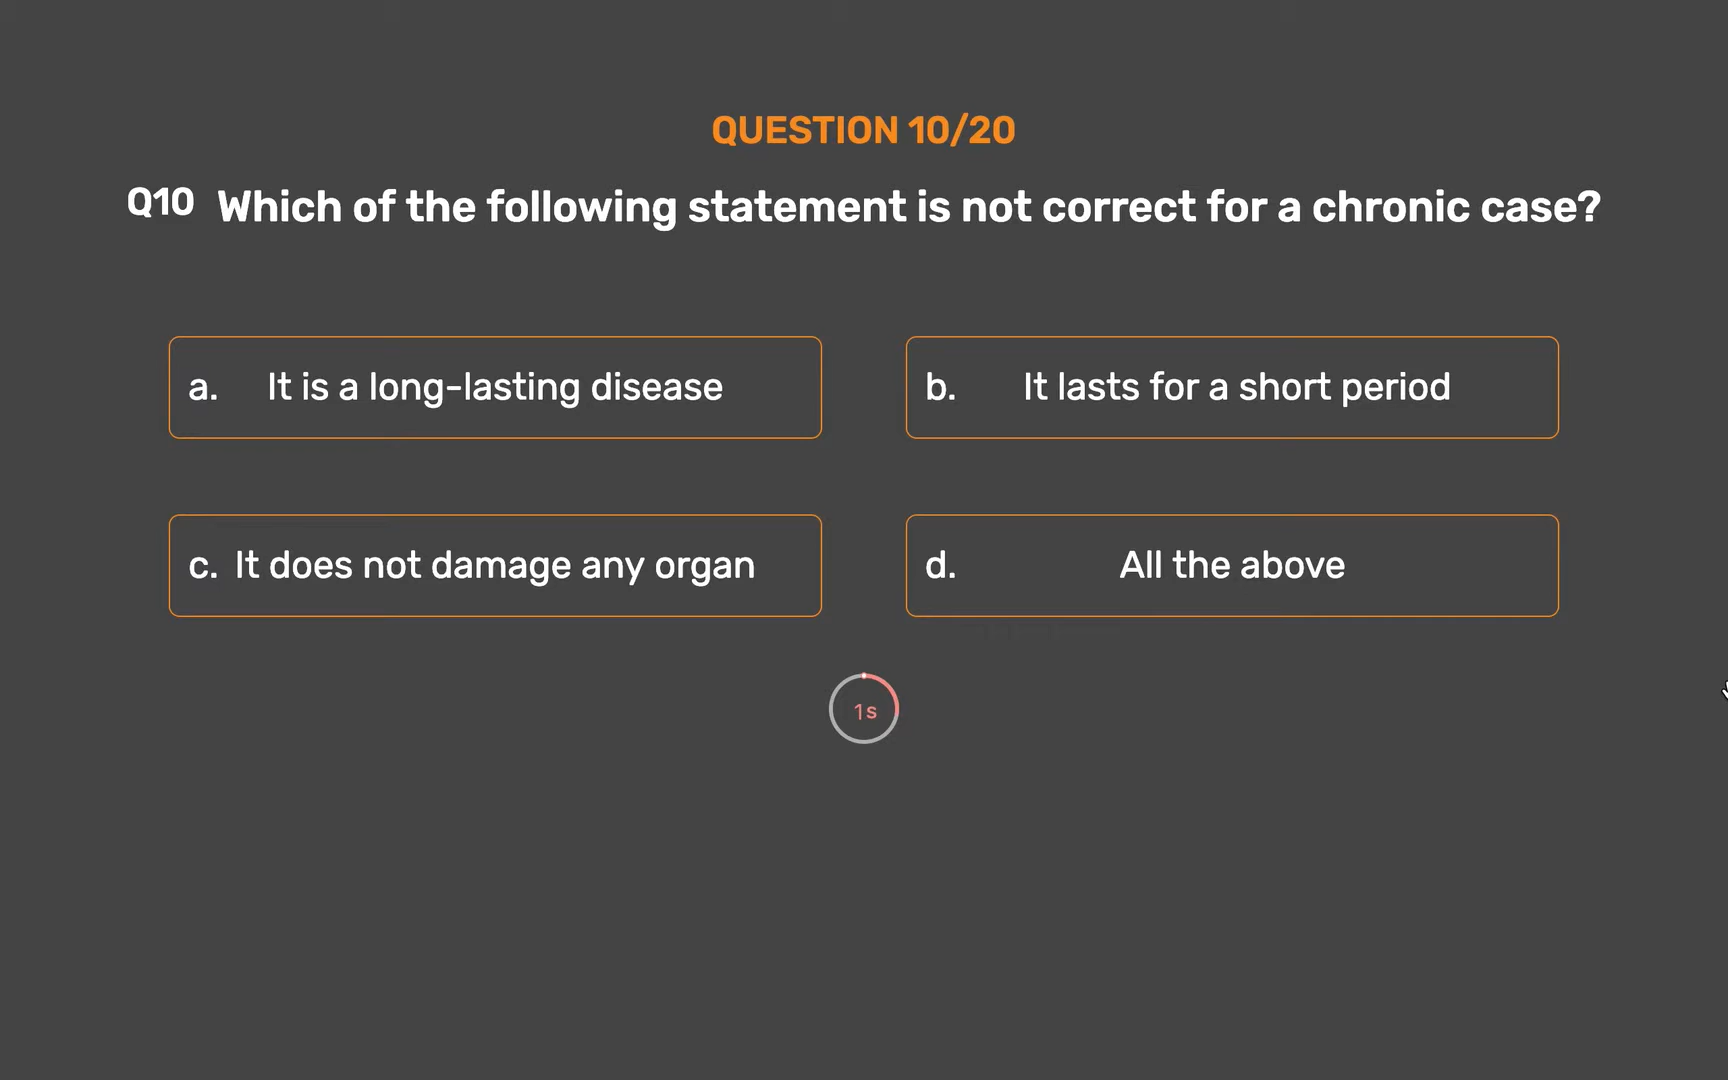 QUESTION 10/20
Q10 Which of the following statement is not correct for a chronic case?
a. It is a long-lasting disease
b. It lasts for a short period
c. It does not damage any organ
d. All the above
1s